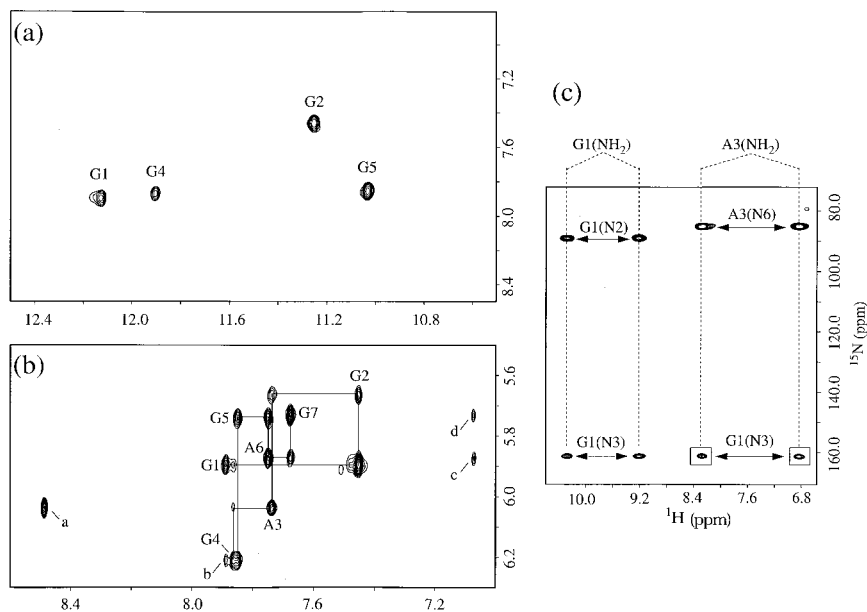 (a)
G2
G1
G4
G5
7.2
7.6
8.0
8.4
12.4
12.0
11.6
11.2
10.8
(b)
G2
G5
G7
d
A6
G1
c
a
A3
G4
b
5.6
5.8
6.0
6.2
8.4
8.0
7.6
7.2
(c)
G1(NH2)
A3(NH2)
A3(N6)
G1(N2)
G1(N3)
G1(N3)
80.0
100.0
120.0
140.0
160.0
15N (ppm)
10.0
9.2
8.4
7.6
6.8
1H (ppm)